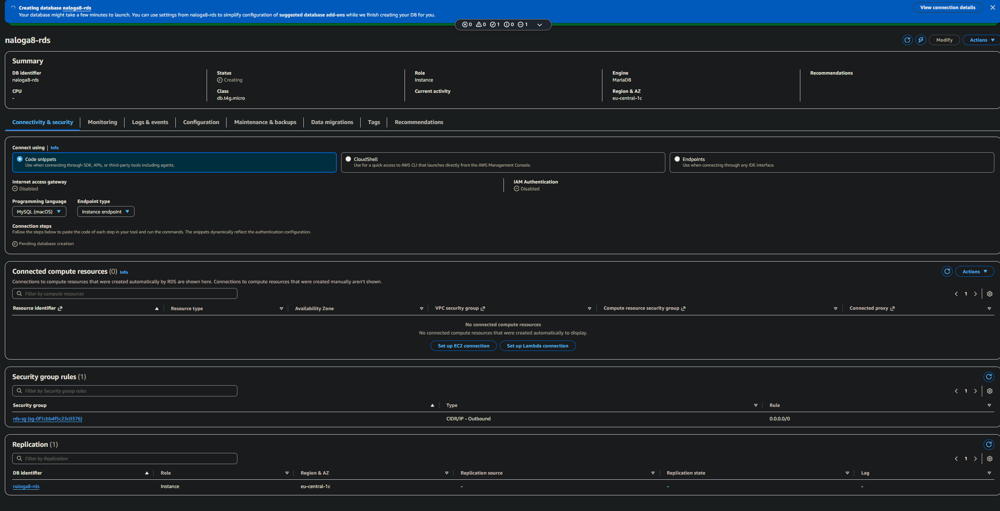 Creating database naloga8-rds
View connection details
Your database might take a few minutes to launch. You can use settings from naloga8-rds to simplify configuration of suggested database add-ons while we finish creating your DB for you.
0 0 1 0 1
naloga8-rds
Modify
Actions
Summary
DB identifier
naloga8-rds
CPU
-
Status
Creating
Class
db.t4g.micro
Role
Instance
Current activity
Engine
MariaDB
Region & AZ
eu-central-1c
Recommendations
Connectivity & security
Monitoring
Logs & events
Configuration
Maintenance & backups
Data migrations
Tags
Recommendations
Connect using
Info
Code snippets
Use when connecting through SDK, APIs, or third-party tools including agents.
CloudShell
Use for a quick access to AWS CLI that launches directly from the AWS Management Console.
Endpoints
Use when connecting through any IDE interface.
Internet access gateway
Disabled
IAM Authentication
Disabled
Programming language
MySQL (macOS)
Endpoint type
Instance endpoint
Connection steps
Follow the steps below to paste the code of each step in your tool and run the commands. The snippets dynamically reflect the authentication configuration.
Pending database creation
Connected compute resources (0) Info
Actions
Connections to compute resources that were created automatically by RDS are shown here. Connections to compute resources that were created manually aren't shown.
Filter by compute resources
1
Resource identifier
Resource type
Availability Zone
VPC security group
Compute resource security group
Connected proxy
No connected compute resources
No connected compute resources that were created automatically to display.
Set up EC2 connection
Set up Lambda connection
Security group rules (1)
Filter by Security group rules
1
Security group
Type
Rule
rds-sg (sg-0f1cbb4f5c23c0376)
CIDR/IP - Outbound
0.0.0.0/0
Replication (1)
Filter by Replication
1
DB identifier
Role
Region & AZ
Replication source
Replication state
Lag
naloga8-rds
Instance
eu-central-1c
-
-
-